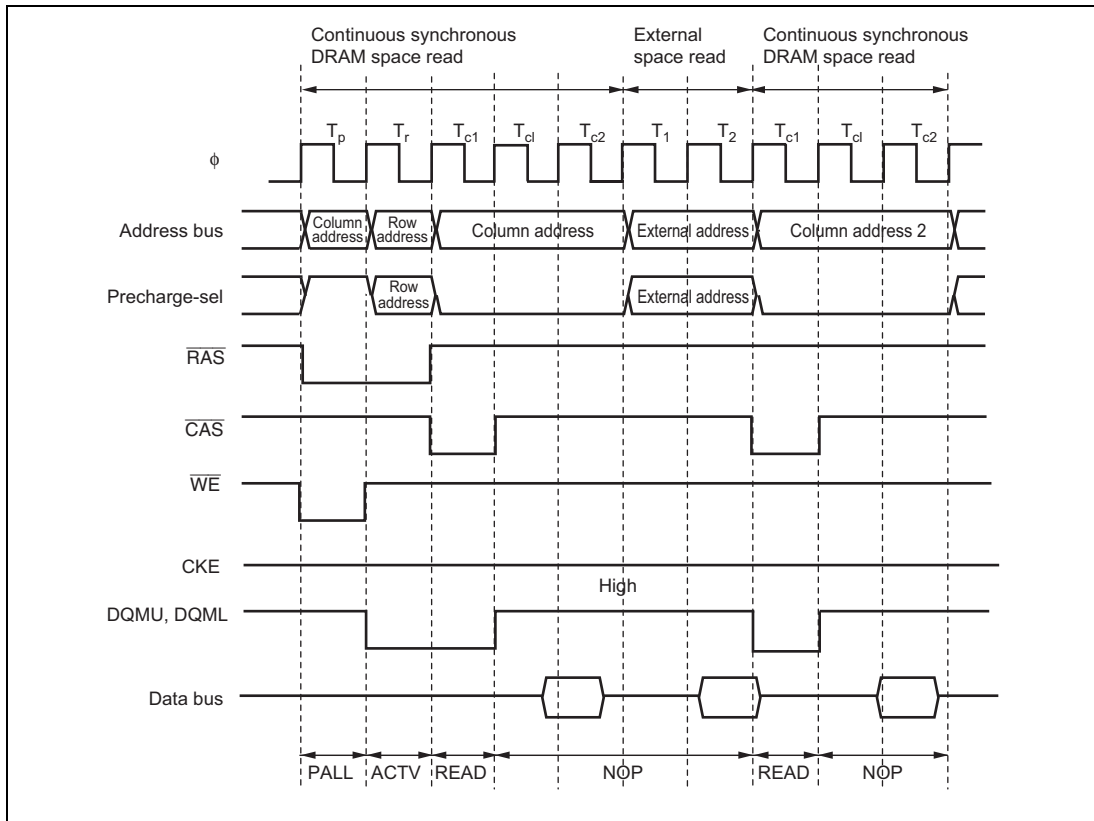 Continuous synchronous
DRAM space read
External
space read
Continuous synchronous
DRAM space read
Tp Tr Tc1 Tcl Tc2 T1 T2 Tc1 Tcl Tc2
ϕ
Address bus
Column
address
Row
address
Column address
External address
Column address 2
Precharge-sel
Row
address
External address
RAS
CAS
WE
CKE
High
DQMU, DQML
Data bus
PALL ACTV READ NOP READ NOP